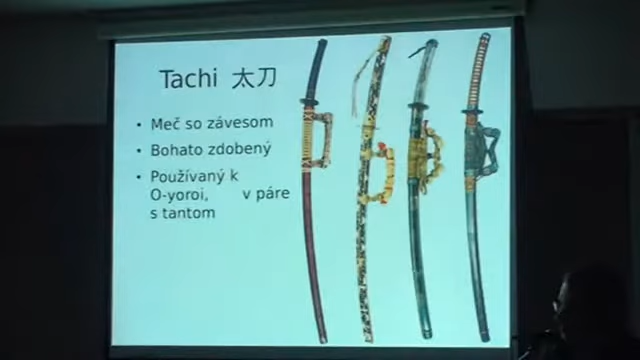 Tachi 太刀
• Meč so závesom
• Bohato zdobený
• Používaný k
O-yoroi, v páre
s tantom